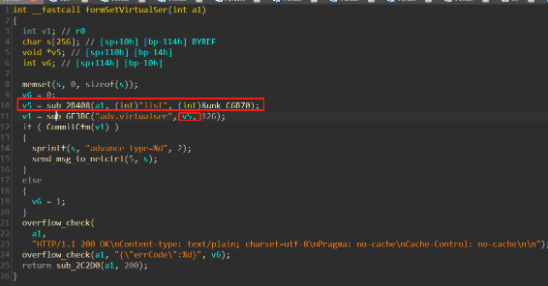 1 int __fastcall formSetVirtualSer(int a1)
2 {
3 int v1; // r0
4 char s[256]; // [sp+10h] [bp-114h] BYREF
5 void *v5; // [sp+110h] [bp-14h]
6 int v6; // [sp+114h] [bp-10h]
7
8 memset(s, 0, sizeof(s));
9 v6 = 0;
10 v5 = sub_2B408(a1, (int)"list", (int)&unk_C6B70);
11 v1 = sub_6E3BC("adv.virtualser", v5, 126);
12 if ( CommitCfm(v1) )
13 {
14 sprintf(s, "advance_type=%d", 2);
15 send_msg_to_netctrl(5, s);
16 }
17 else
18 {
19 v6 = 1;
20 }
21 overflow_check(
22 a1,
23 "HTTP/1.1 200 OK\nContent-type: text/plain; charset=utf-8\nPragma: no-cache\nCache-Control: no-cache\n\n");
24 overflow_check(a1, "{\"errCode\":%d}", v6);
25 return sub_2C2D0(a1, 200);
26 }